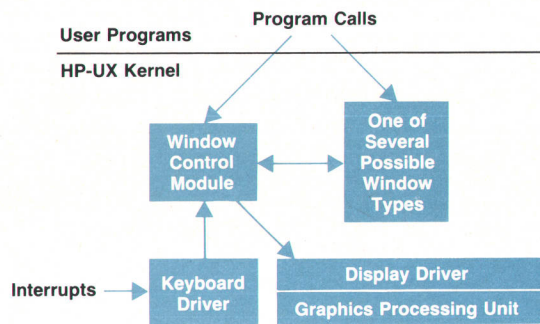 Program Calls
User Programs
HP-UX Kernel
Window
Control
Module
One of
Several
Possible
Window
Types
Interrupts
Keyboard
Driver
Display Driver
Graphics Processing Unit